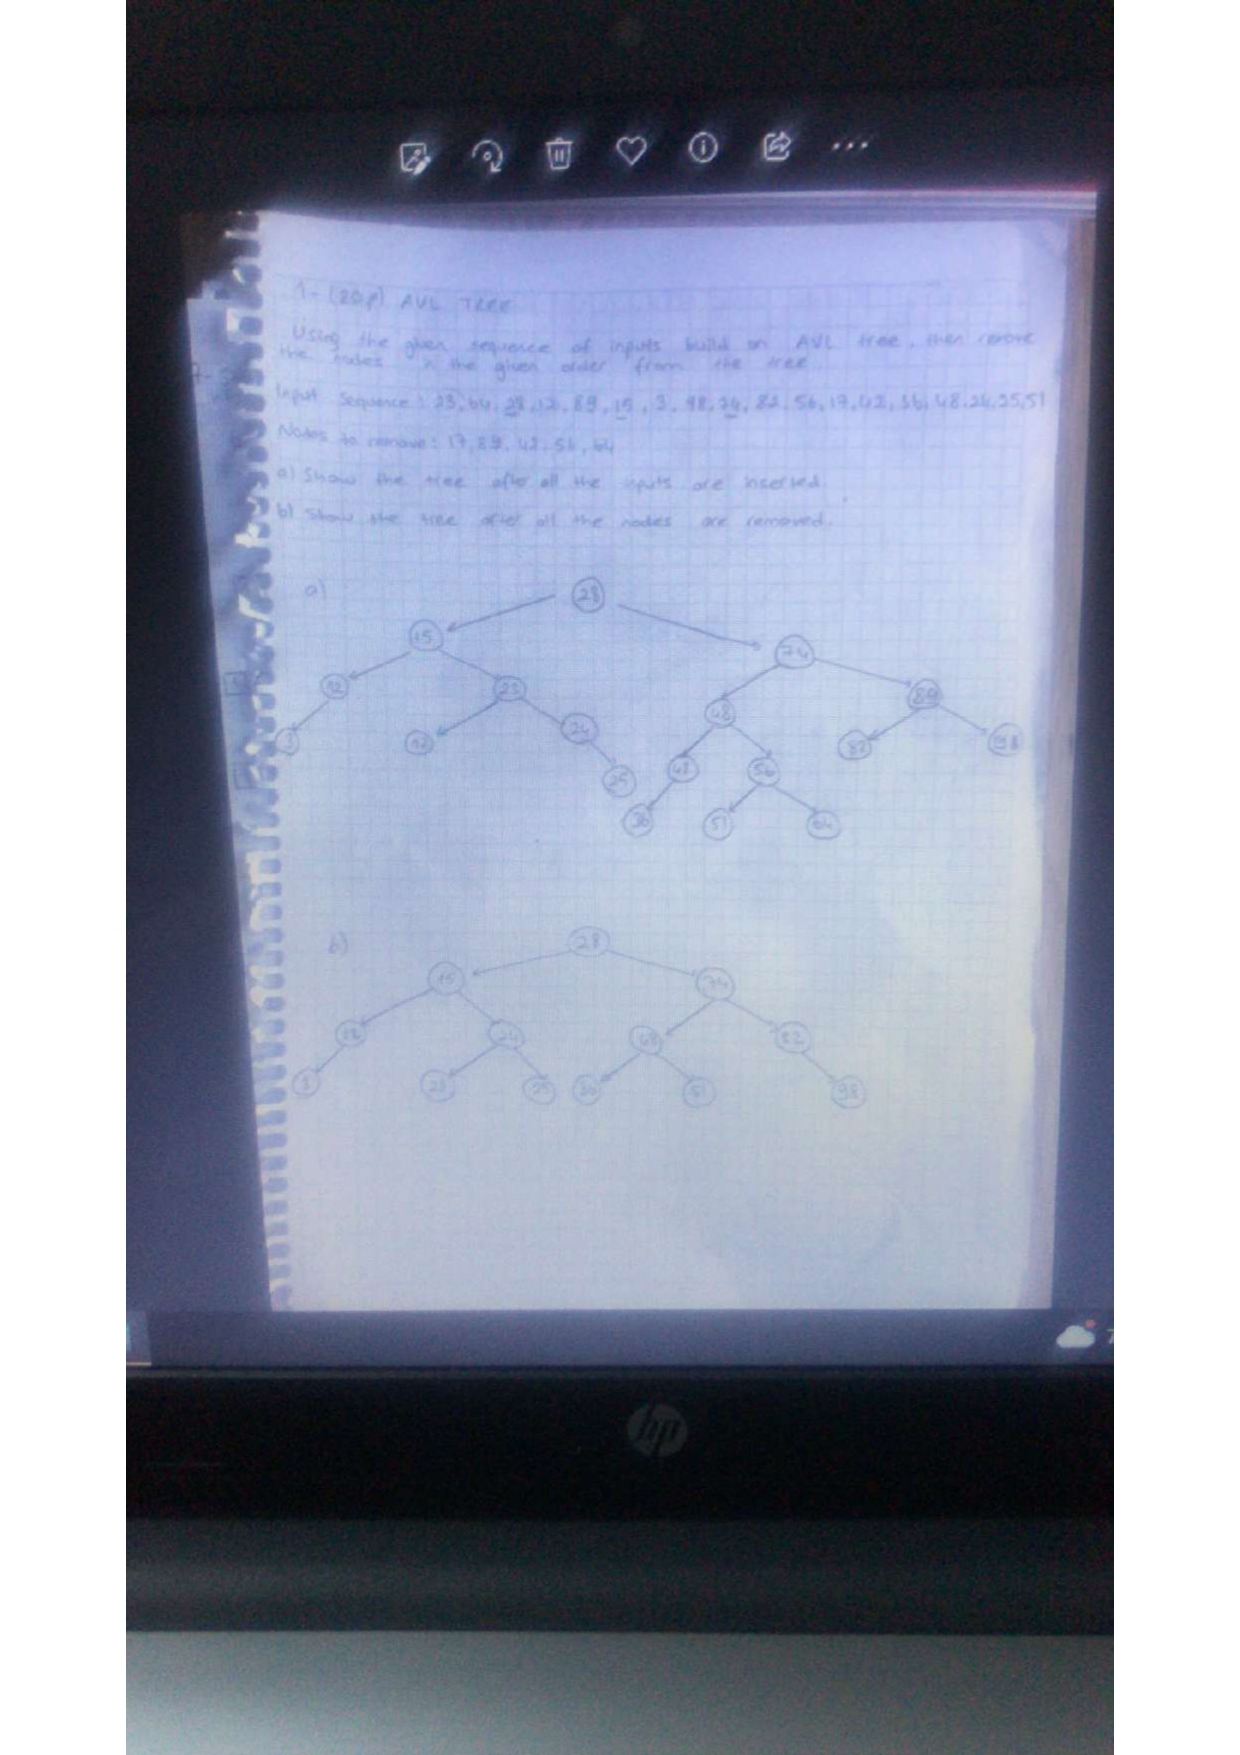 1- (20p) AVL TREE
Using the given sequence of inputs build an AVL tree, then remove
the nodes in the given order from the tree.
Input Sequence: 23, 64, 28, 12, 89, 15, 3, 98, 74, 82, 56, 17, 42, 36, 48, 24, 25, 51
Nodes to remove: 17, 89, 42, 56, 64
a) Show the tree after all the inputs are inserted.
b) Show the tree after all the nodes are removed.
a)
28
15 74
12 23 48 89
3 17 24 42 56 82 98
25 36 51 64
b)
28
15 74
12 24 48 82
3 23 25 36 51 98
hp